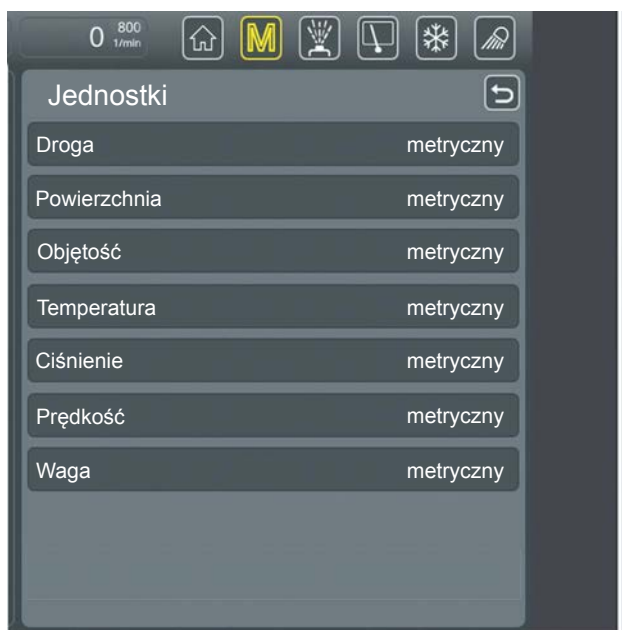 0 800 1/min M
Jednostki
Droga metryczny
Powierzchnia metryczny
Objętość metryczny
Temperatura metryczny
Ciśnienie metryczny
Prędkość metryczny
Waga metryczny